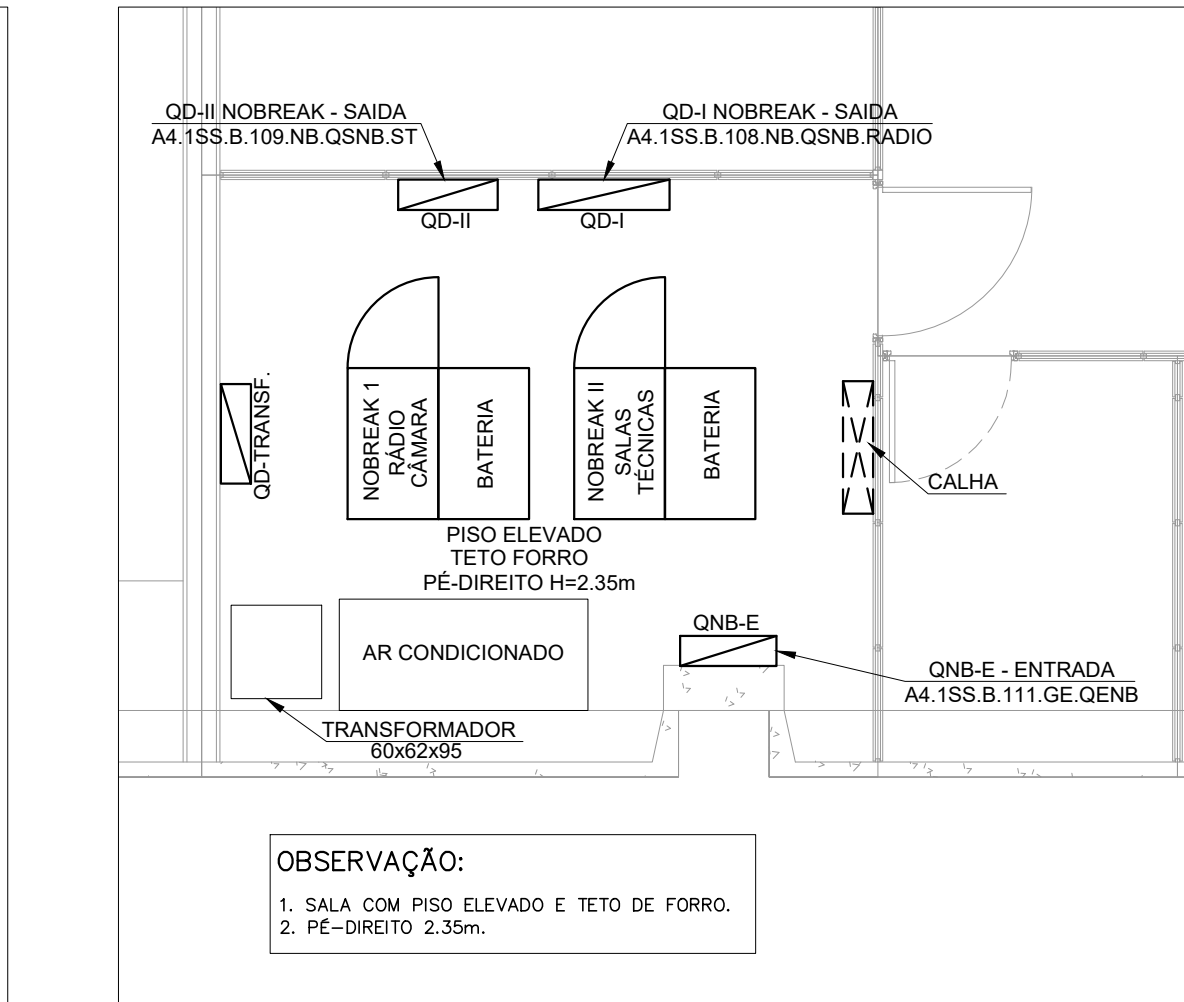 QD-II NOBREAK - SAIDA
A4.1SS.B.109.NB.QSNB.ST
QD-I NOBREAK - SAIDA
A4.1SS.B.108.NB.QSNB.RADIO
QD-II
QD-I
QD-TRANSF.
NOBREAK 1
RÁDIO
CÂMARA
BATERIA
NOBREAK II
SALAS
TÉCNICAS
BATERIA
CALHA
PISO ELEVADO
TETO FORRO
PÉ-DIREITO H=2.35m
QNB-E
AR CONDICIONADO
QNB-E - ENTRADA
A4.1SS.B.111.GE.QENB
TRANSFORMADOR
60x62x95
OBSERVAÇÃO:
1. SALA COM PISO ELEVADO E TETO DE FORRO.
2. PÉ-DIREITO 2.35m.